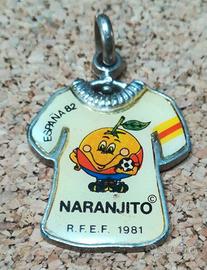 ESPAÑA 82
NARANJITO ©
R.F.E.F. 1981